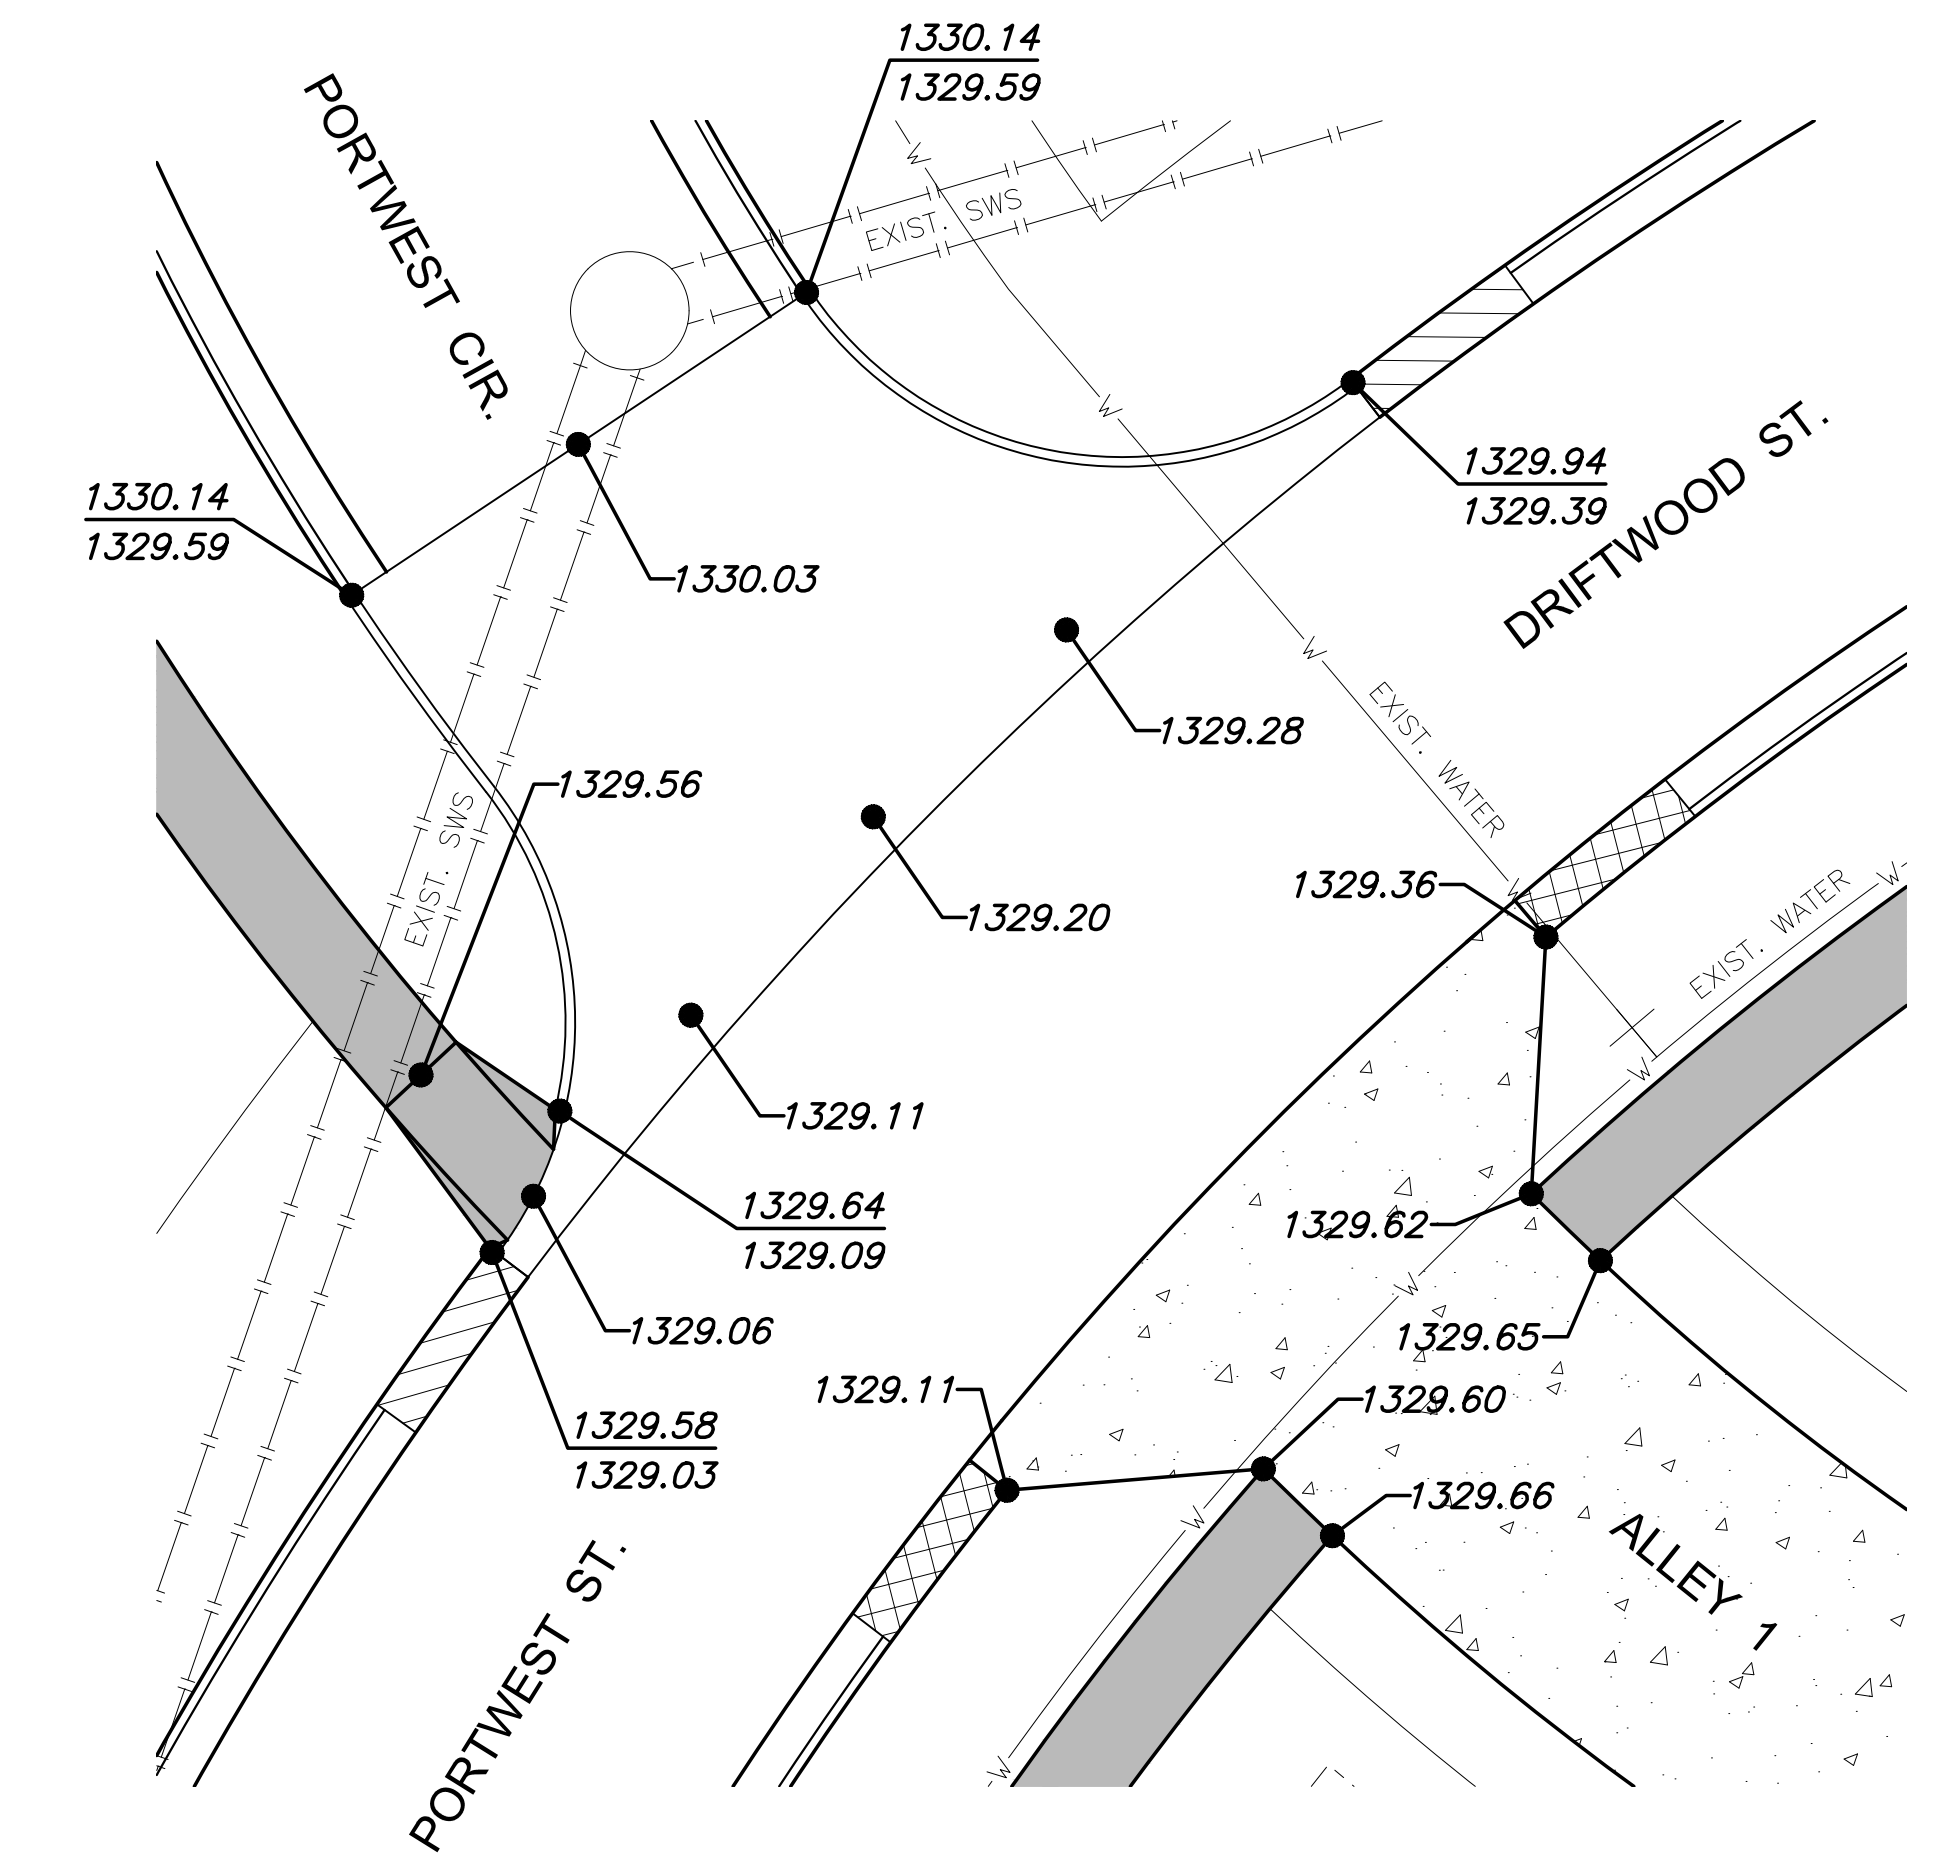 1330.14
1329.59
PORTWEST CIR.
W
EXIST. SWS
W
1329.94
1329.39
DRIFTWOOD ST.
1330.14
1329.59
1330.03
W
1329.28
EXIST. WATER
1329.56
EXIST. SWS
1329.20
1329.36
W
EXIST. WATER
W
W
1329.11
1329.64
1329.09
1329.62
W
1329.06
1329.65
1329.11
1329.60
1329.58
1329.03
1329.66
W
ALLEY 1
PORTWEST ST.
W